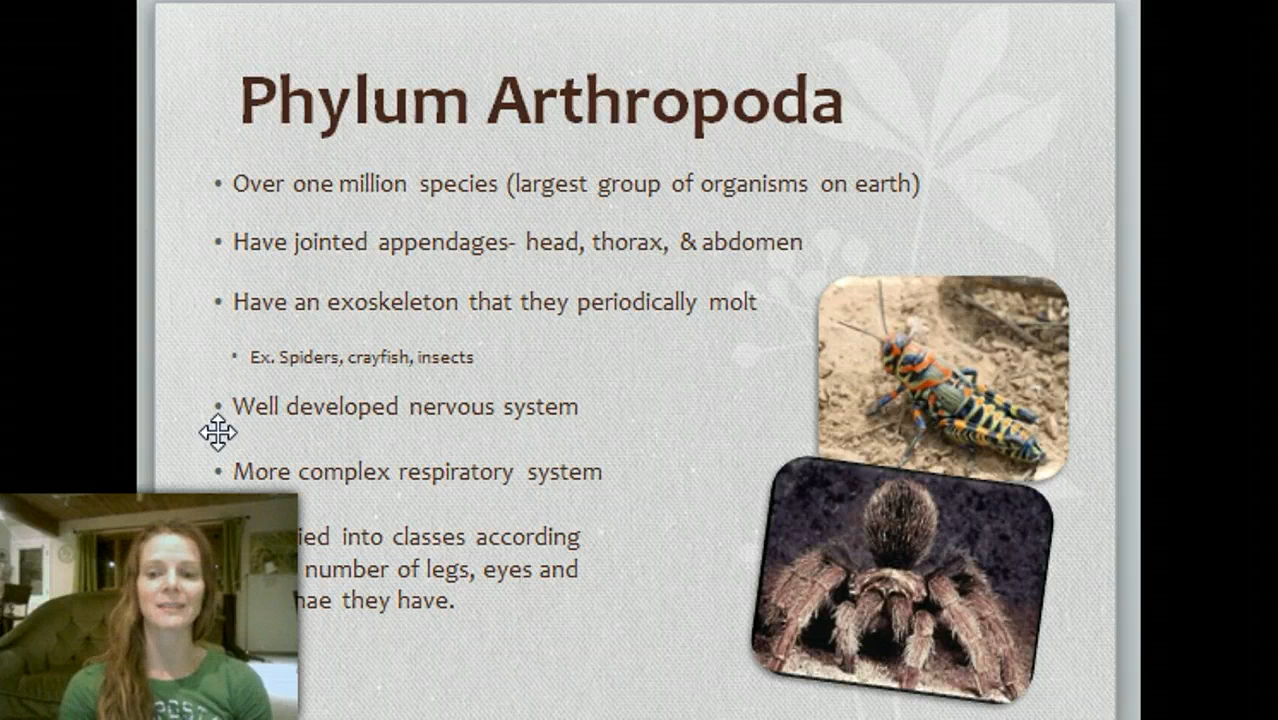 Phylum Arthropoda
• Over one million species (largest group of organisms on earth)
• Have jointed appendages- head, thorax, & abdomen
• Have an exoskeleton that they periodically molt
• Ex. Spiders, crayfish, insects
• Well developed nervous system
• More complex respiratory system
ied into classes according
number of legs, eyes and
nae they have.